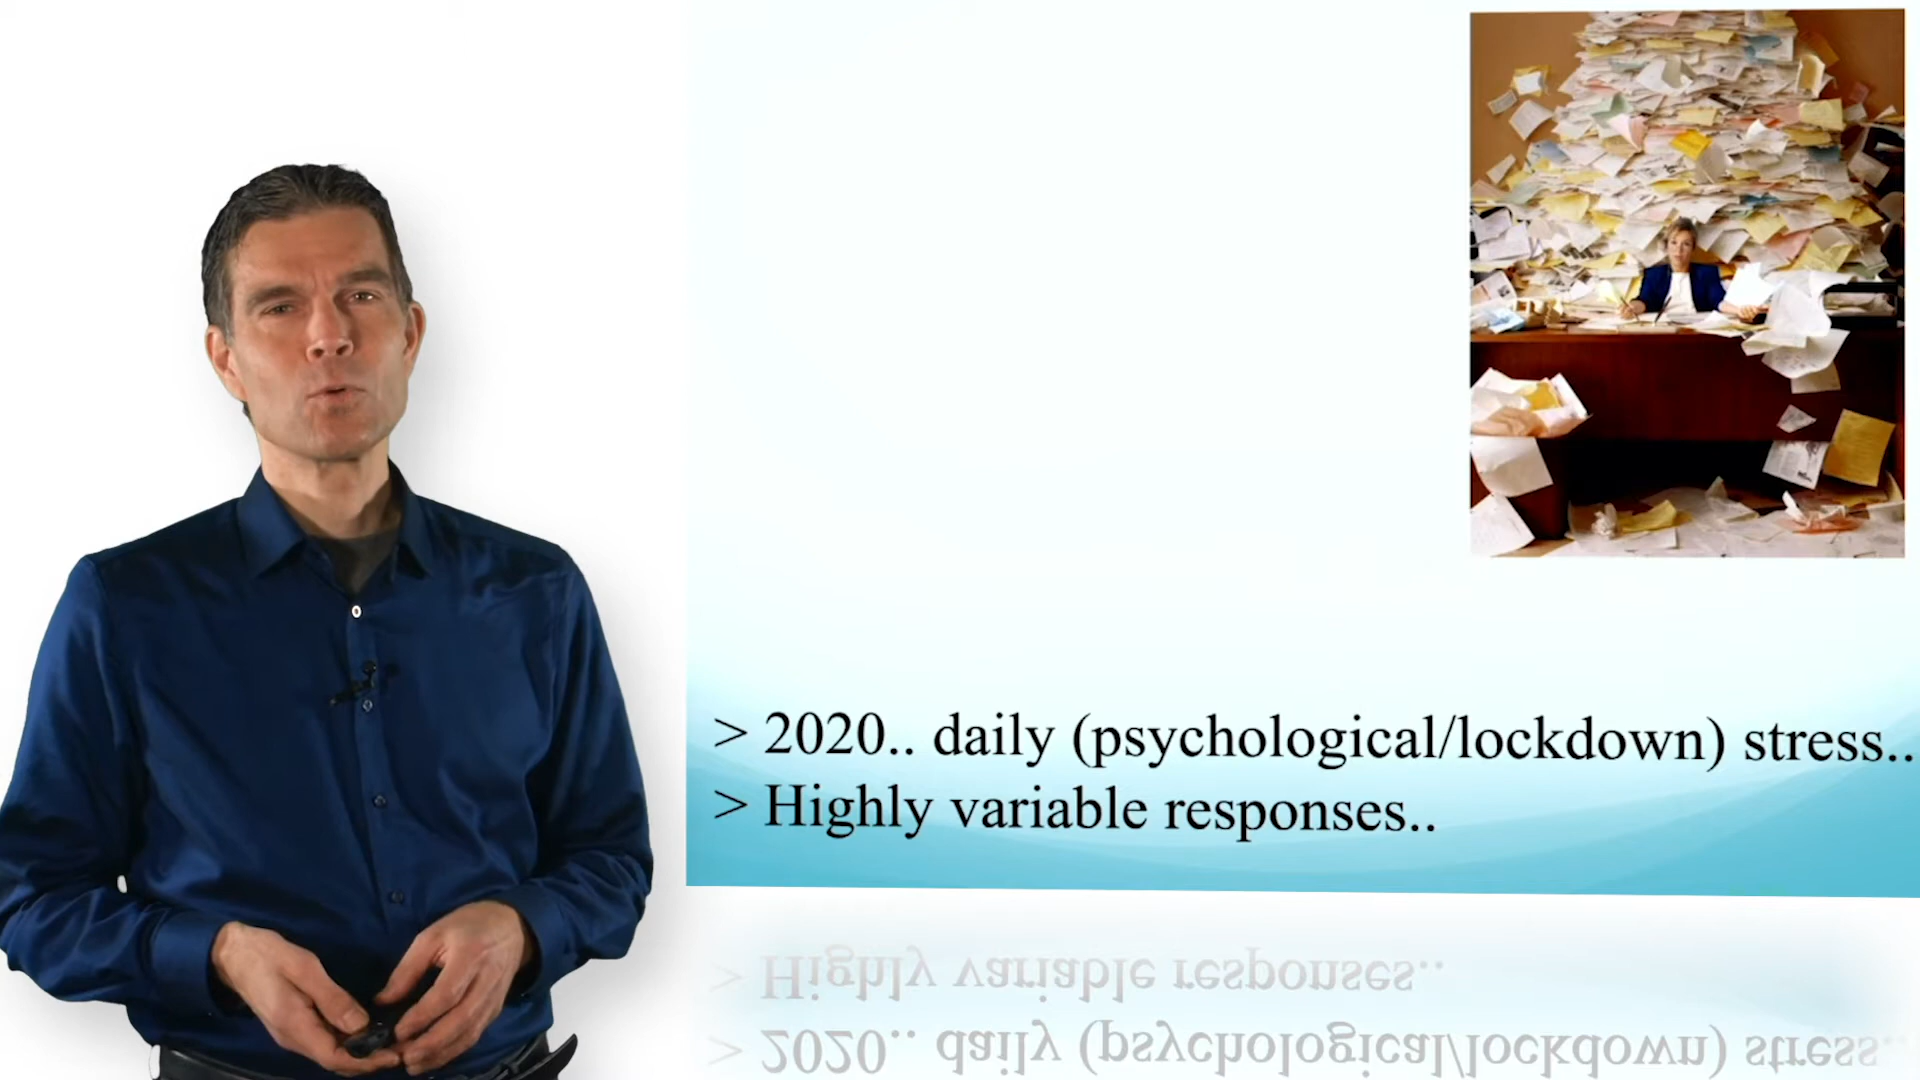 > 2020.. daily (psychological/lockdown) stress..
> Highly variable responses..